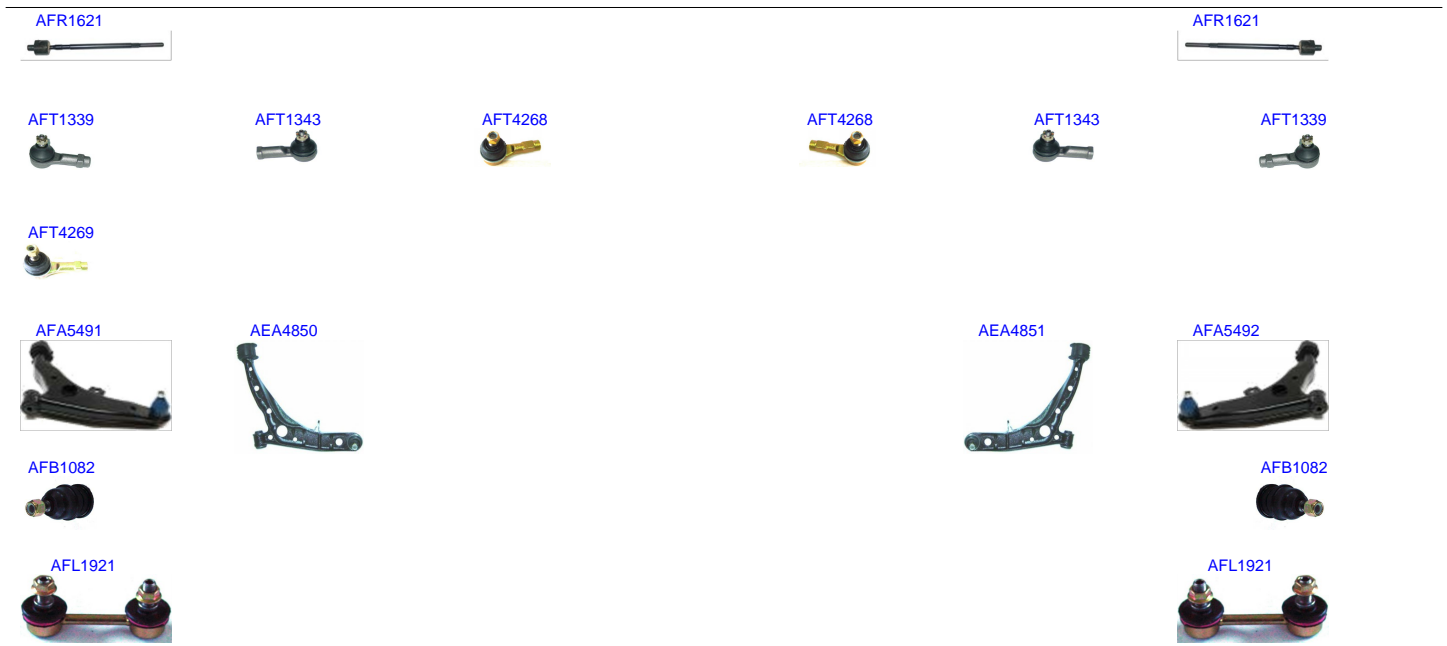 AFR1621 AFR1621
AFT1339 AFT1343 AFT4268 AFT4268 AFT1343 AFT1339
AFT4269
AFA5491 AEA4850 AEA4851 AFA5492
AFB1082 AFB1082
AFL1921 AFL1921